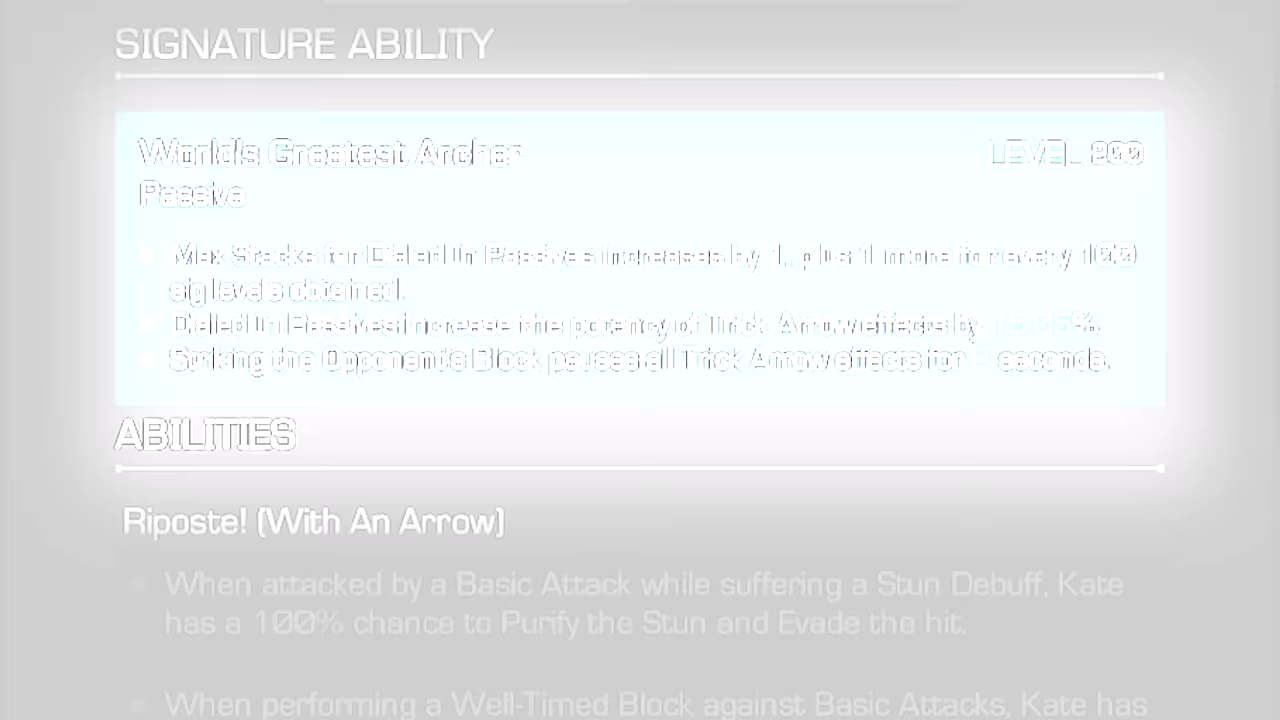 SIGNATURE ABILITY
World's Greatest Archer LEVEL 200
Passive
Max Stacks for Dialed In Passives increases by 1, plus 1 more for every 100
sig levels obtained.
Dialed In Passives increase the potency of Trick Arrow effects by
Striking the Opponent's Block pauses all Trick Arrow effects for seconds.
ABILITIES
Riposte! (With An Arrow)
When attacked by a Basic Attack while suffering a Stun Debuff, Kate
has a 100% chance to Purify the Stun and Evade the hit.
When performing a Well-Timed Block against Basic Attacks, Kate has